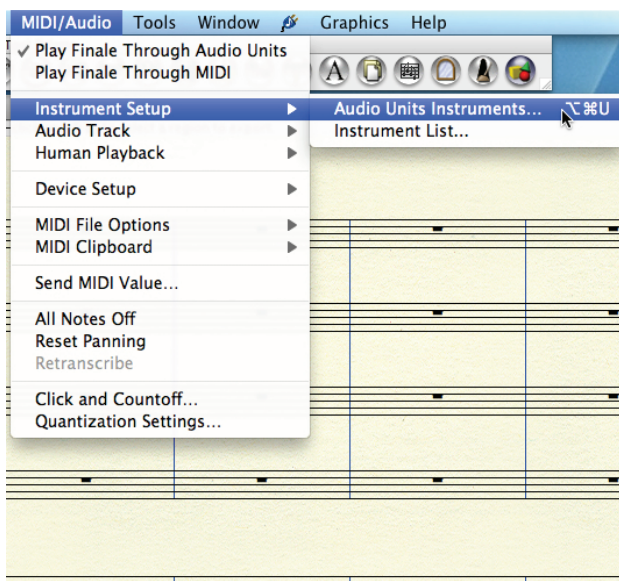 MIDI/Audio Tools Window Graphics Help
✓ Play Finale Through Audio Units
Play Finale Through MIDI
A
Instrument Setup ▶
Audio Units Instruments... ⌥⌘U
Audio Track ▶
Instrument List...
Human Playback ▶
Device Setup ▶
MIDI File Options ▶
MIDI Clipboard ▶
Send MIDI Value...
All Notes Off
Reset Panning
Retranscribe
Click and Countoff...
Quantization Settings...